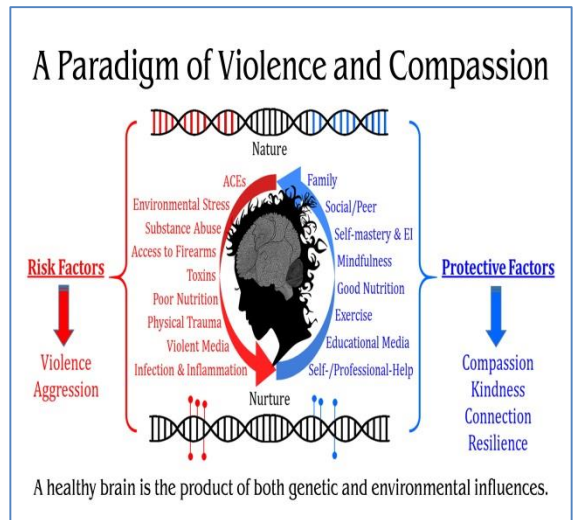 A Paradigm of Violence and Compassion
Nature
ACEs
Environmental Stress
Substance Abuse
Access to Firearms
Toxins
Poor Nutrition
Physical Trauma
Violent Media
Infection & Inflammation
Family
Social/Peer
Self-mastery & EI
Mindfulness
Good Nutrition
Exercise
Educational Media
Self-/Professional-Help
Risk Factors
Violence
Aggression
Protective Factors
Compassion
Kindness
Connection
Resilience
Nurture
A healthy brain is the product of both genetic and environmental influences.